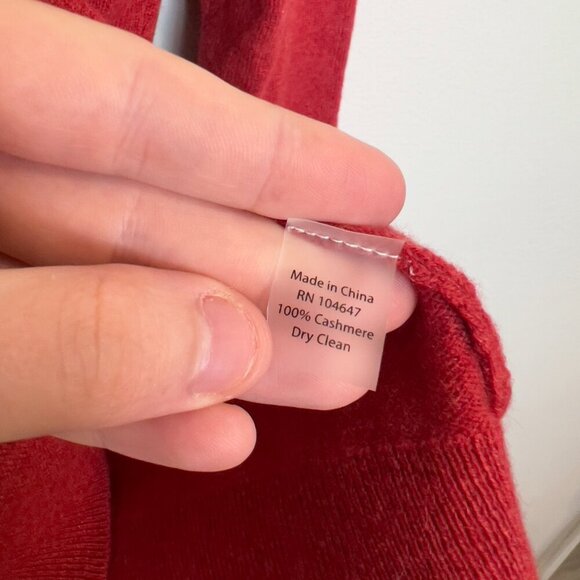 Made in China
RN 104647
100% Cashmere
Dry Clean